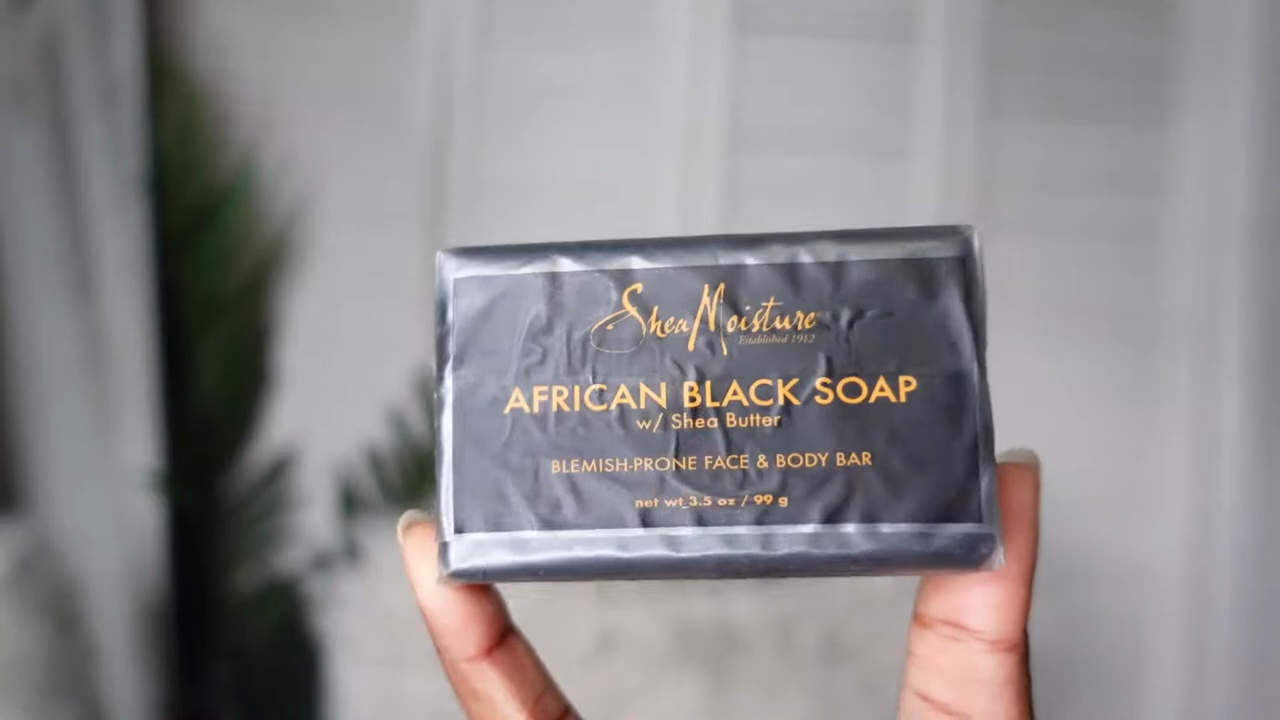 SheaMoisture
Established 1912
AFRICAN BLACK SOAP
w/ Shea Butter
BLEMISH-PRONE FACE & BODY BAR
net wt 3.5 oz / 99 g